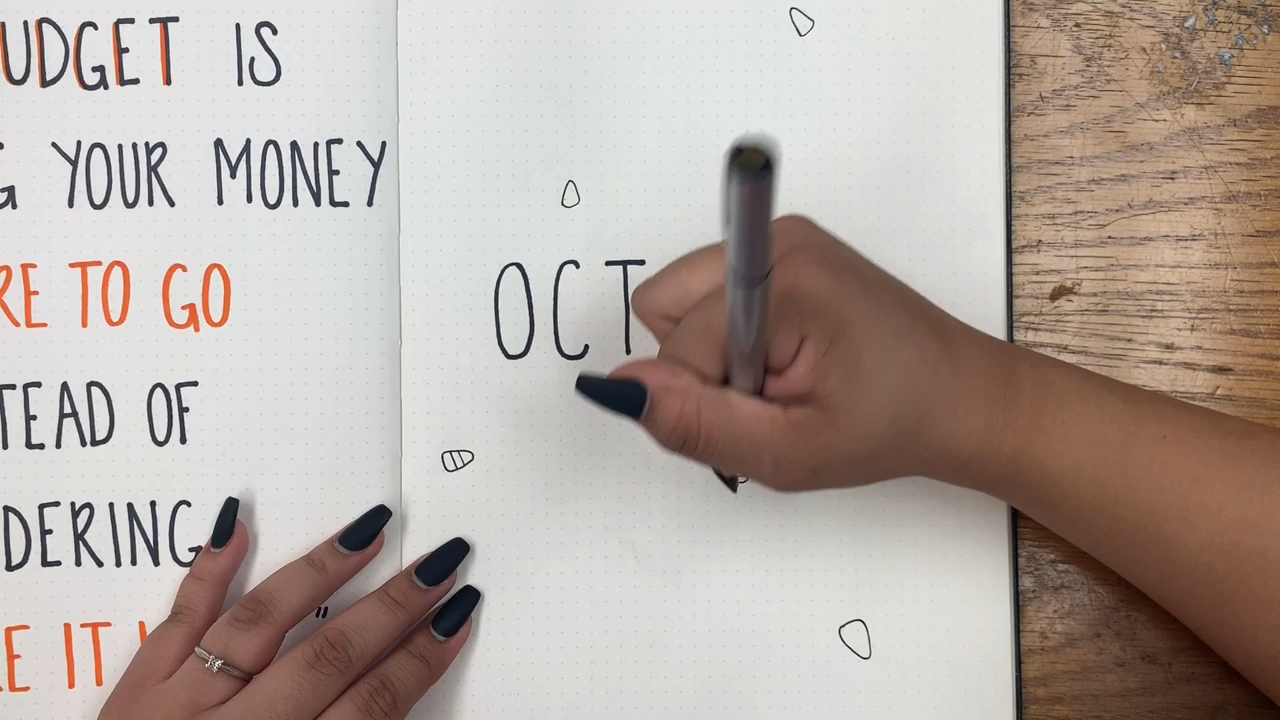 UDGET IS
G YOUR MONEY
RE TO GO
TEAD OF
DERING
E IT
"
OCT